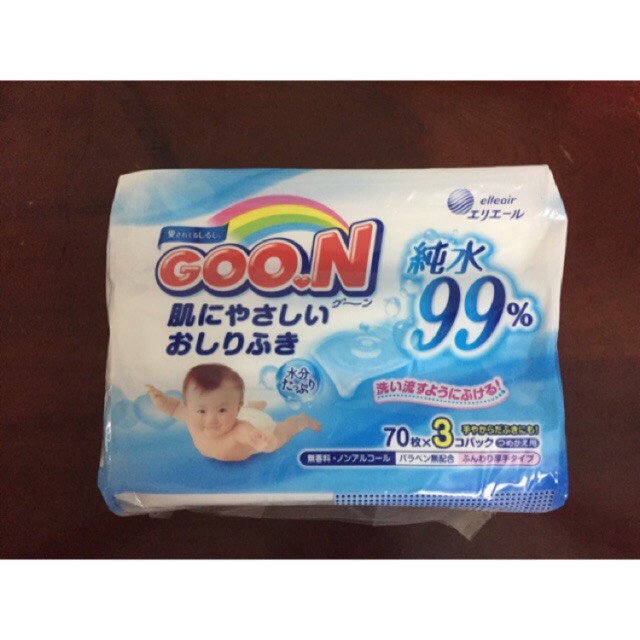 elleair
エリエール
愛されてるしるし。
GOO.N
グ〜ン
肌にやさしい
おしりふき
純水
99%
水分
たっぷり
洗い流すようにふける!
70枚×3コパック
手やからだふきにも!
つめかえ用
無香料・ノンアルコール
パラベン無配合
ふんわり厚手タイプ